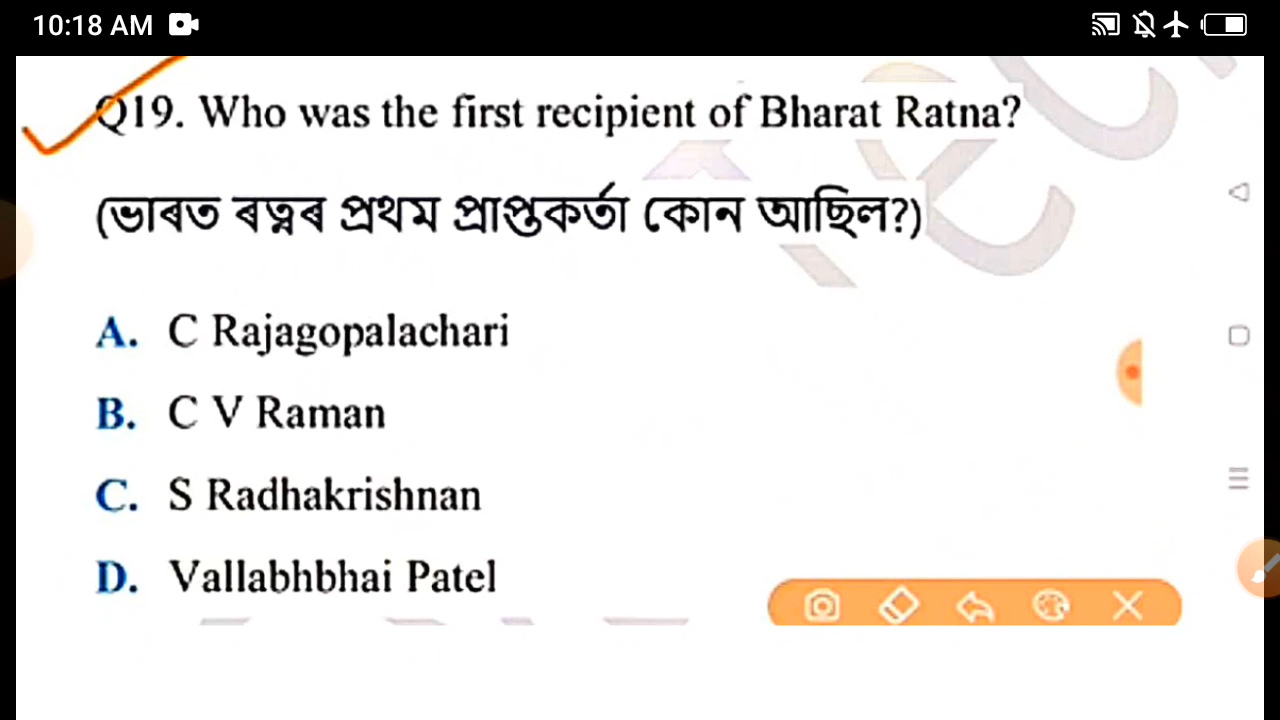 10:18 AM
Q19. Who was the first recipient of Bharat Ratna?
(ভাৰত ৰত্নৰ প্ৰথম প্ৰাপ্তকৰ্তা কোন আছিল?)
A. C Rajagopalachari
B. C V Raman
C. S Radhakrishnan
D. Vallabhbhai Patel